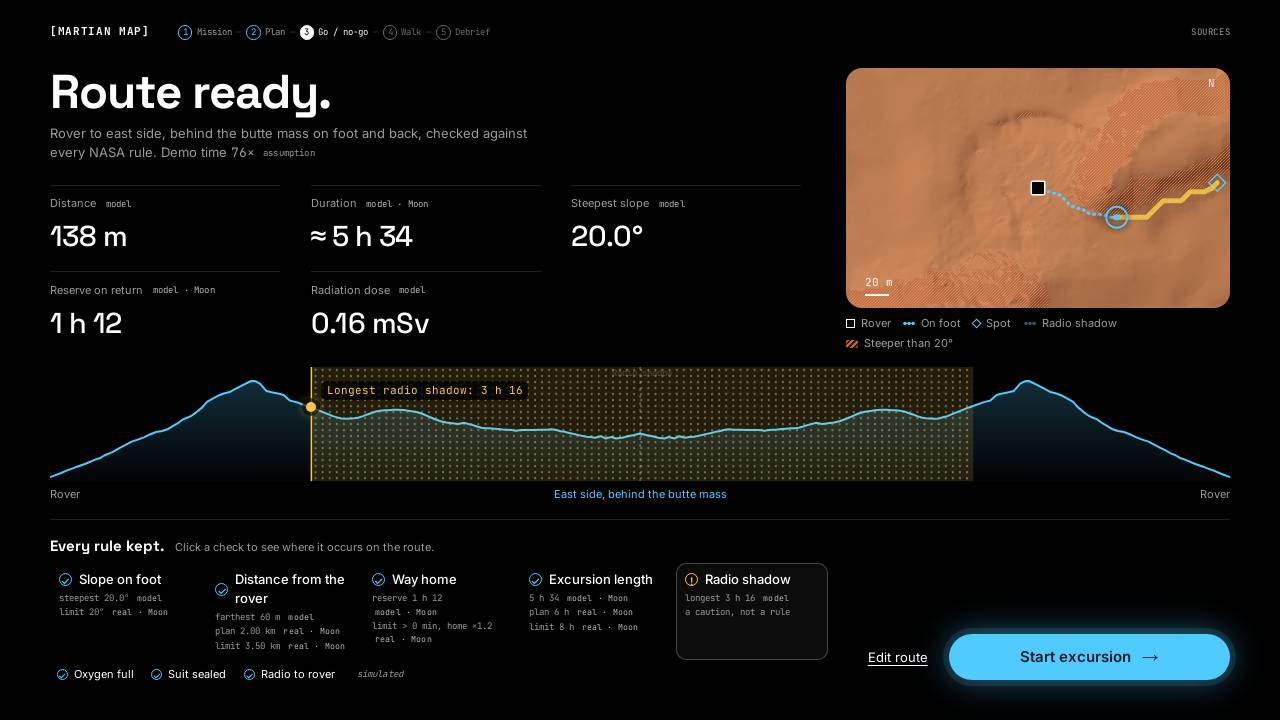 [MARTIAN MAP]
1 Mission – 2 Plan – 3 Go / no-go – 4 Walk – 5 Debrief
SOURCES
Route ready.
Rover to east side, behind the butte mass on foot and back, checked against
every NASA rule. Demo time 76× assumption
Distance model
138 m
Duration model · Moon
≈ 5 h 34
Steepest slope model
20.0°
Reserve on return model · Moon
1 h 12
Radiation dose model
0.16 mSv
N
20 m
Rover On foot Spot Radio shadow
Steeper than 20°
Longest radio shadow: 3 h 16
Rover
East side, behind the butte mass
Rover
Every rule kept. Click a check to see where it occurs on the route.
Slope on foot
steepest 20.0° model
limit 20° real · Moon
Distance from the
rover
farthest 60 m model
plan 2.00 km real · Moon
limit 3.50 km real · Moon
Way home
reserve 1 h 12
model · Moon
limit > 0 min, home ×1.2
real · Moon
Excursion length
5 h 34 model · Moon
plan 6 h real · Moon
limit 8 h real · Moon
Radio shadow
longest 3 h 16 model
a caution, not a rule
Oxygen full Suit sealed Radio to rover simulated
Edit route
Start excursion →